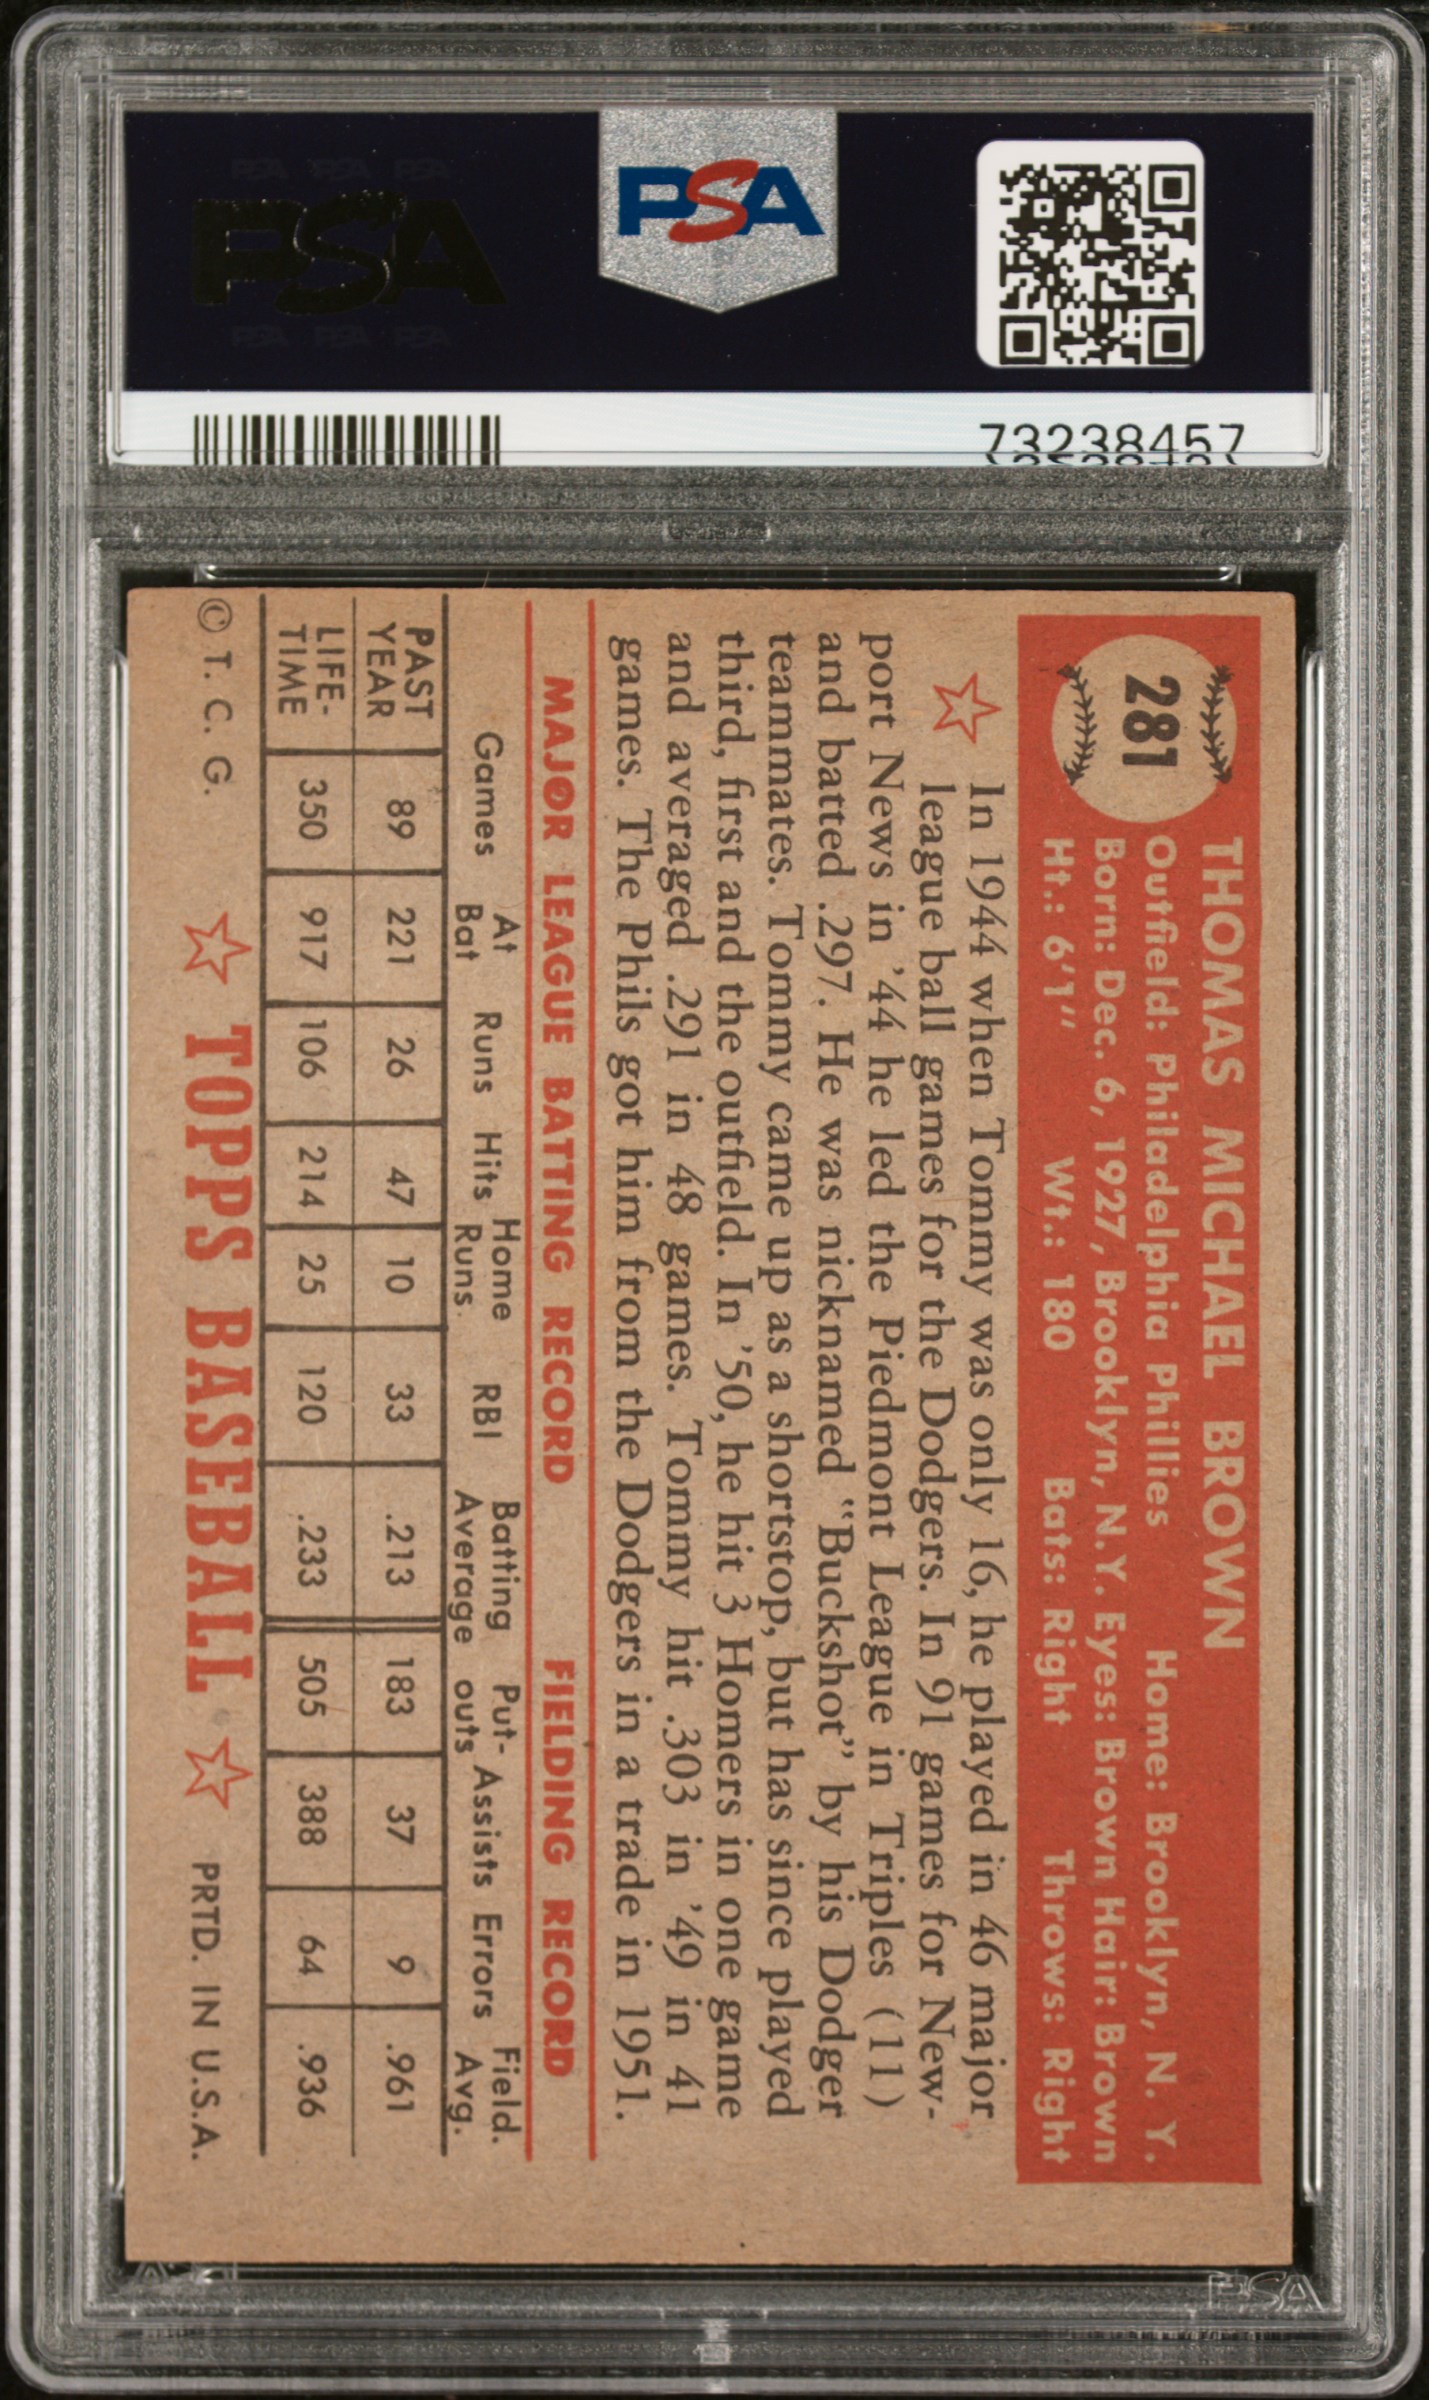 PSA PSA PSA
PSA
PSA PSA PSA
PSA
73238457
281
THOMAS MICHAEL BROWN
Outfield: Philadelphia Phillies Home: Brooklyn, N. Y.
Born: Dec. 6, 1927, Brooklyn, N.Y. Eyes: Brown Hair: Brown
Ht.: 6'1" Wt.: 180 Bats: Right Throws: Right
In 1944 when Tommy was only 16, he played in 46 major
league ball games for the Dodgers. In 91 games for New-
port News in '44 he led the Piedmont League in Triples (11)
and batted .297. He was nicknamed "Buckshot" by his Dodger
teammates. Tommy came up as a shortstop, but has since played
third, first and the outfield. In '50, he hit 3 Homers in one game
and averaged .291 in 48 games. Tommy hit .303 in '49 in 41
games. The Phils got him from the Dodgers in a trade in 1951.
MAJOR LEAGUE BATTING RECORD FIELDING RECORD
Games At Bat Runs Hits Home Runs RBI Batting Average Put-outs Assists Errors Field. Avg.
PAST YEAR 89 221 26 47 10 33 .213 183 37 9 .961
LIFE-TIME 350 917 106 214 25 120 .233 505 388 64 .936
© T. C. G. TOPPS BASEBALL PRTD. IN U.S.A.
PSA